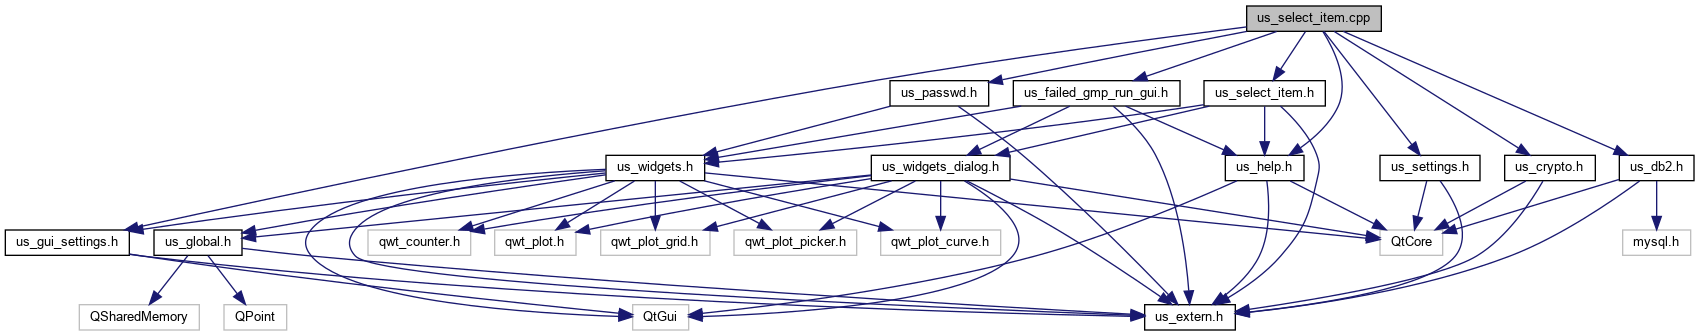 us_select_item.cpp
us_passwd.h
us_failed_gmp_run_gui.h
us_select_item.h
us_widgets.h
us_widgets_dialog.h
us_help.h
us_settings.h
us_crypto.h
us_db2.h
us_gui_settings.h
us_global.h
qwt_counter.h
qwt_plot.h
qwt_plot_grid.h
qwt_plot_picker.h
qwt_plot_curve.h
QtCore
mysql.h
QSharedMemory
QPoint
QtGui
us_extern.h